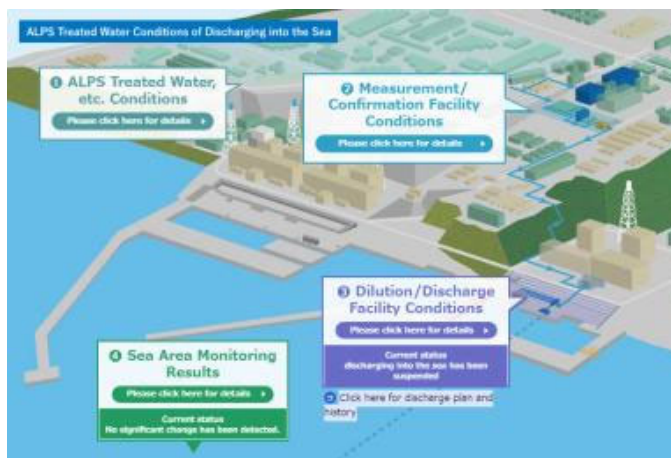 ALPS Treated Water Conditions of Discharging into the Sea
❶ ALPS Treated Water,
etc. Conditions
Please click here for details
❷ Measurement/
Confirmation Facility
Conditions
Please click here for details
❸ Dilution/Discharge
Facility Conditions
Please click here for details
Current status
discharging into the sea has been
suspended
Click here for discharge plan and
history
❹ Sea Area Monitoring
Results
Please click here for details
Current status
No significant change has been detected.